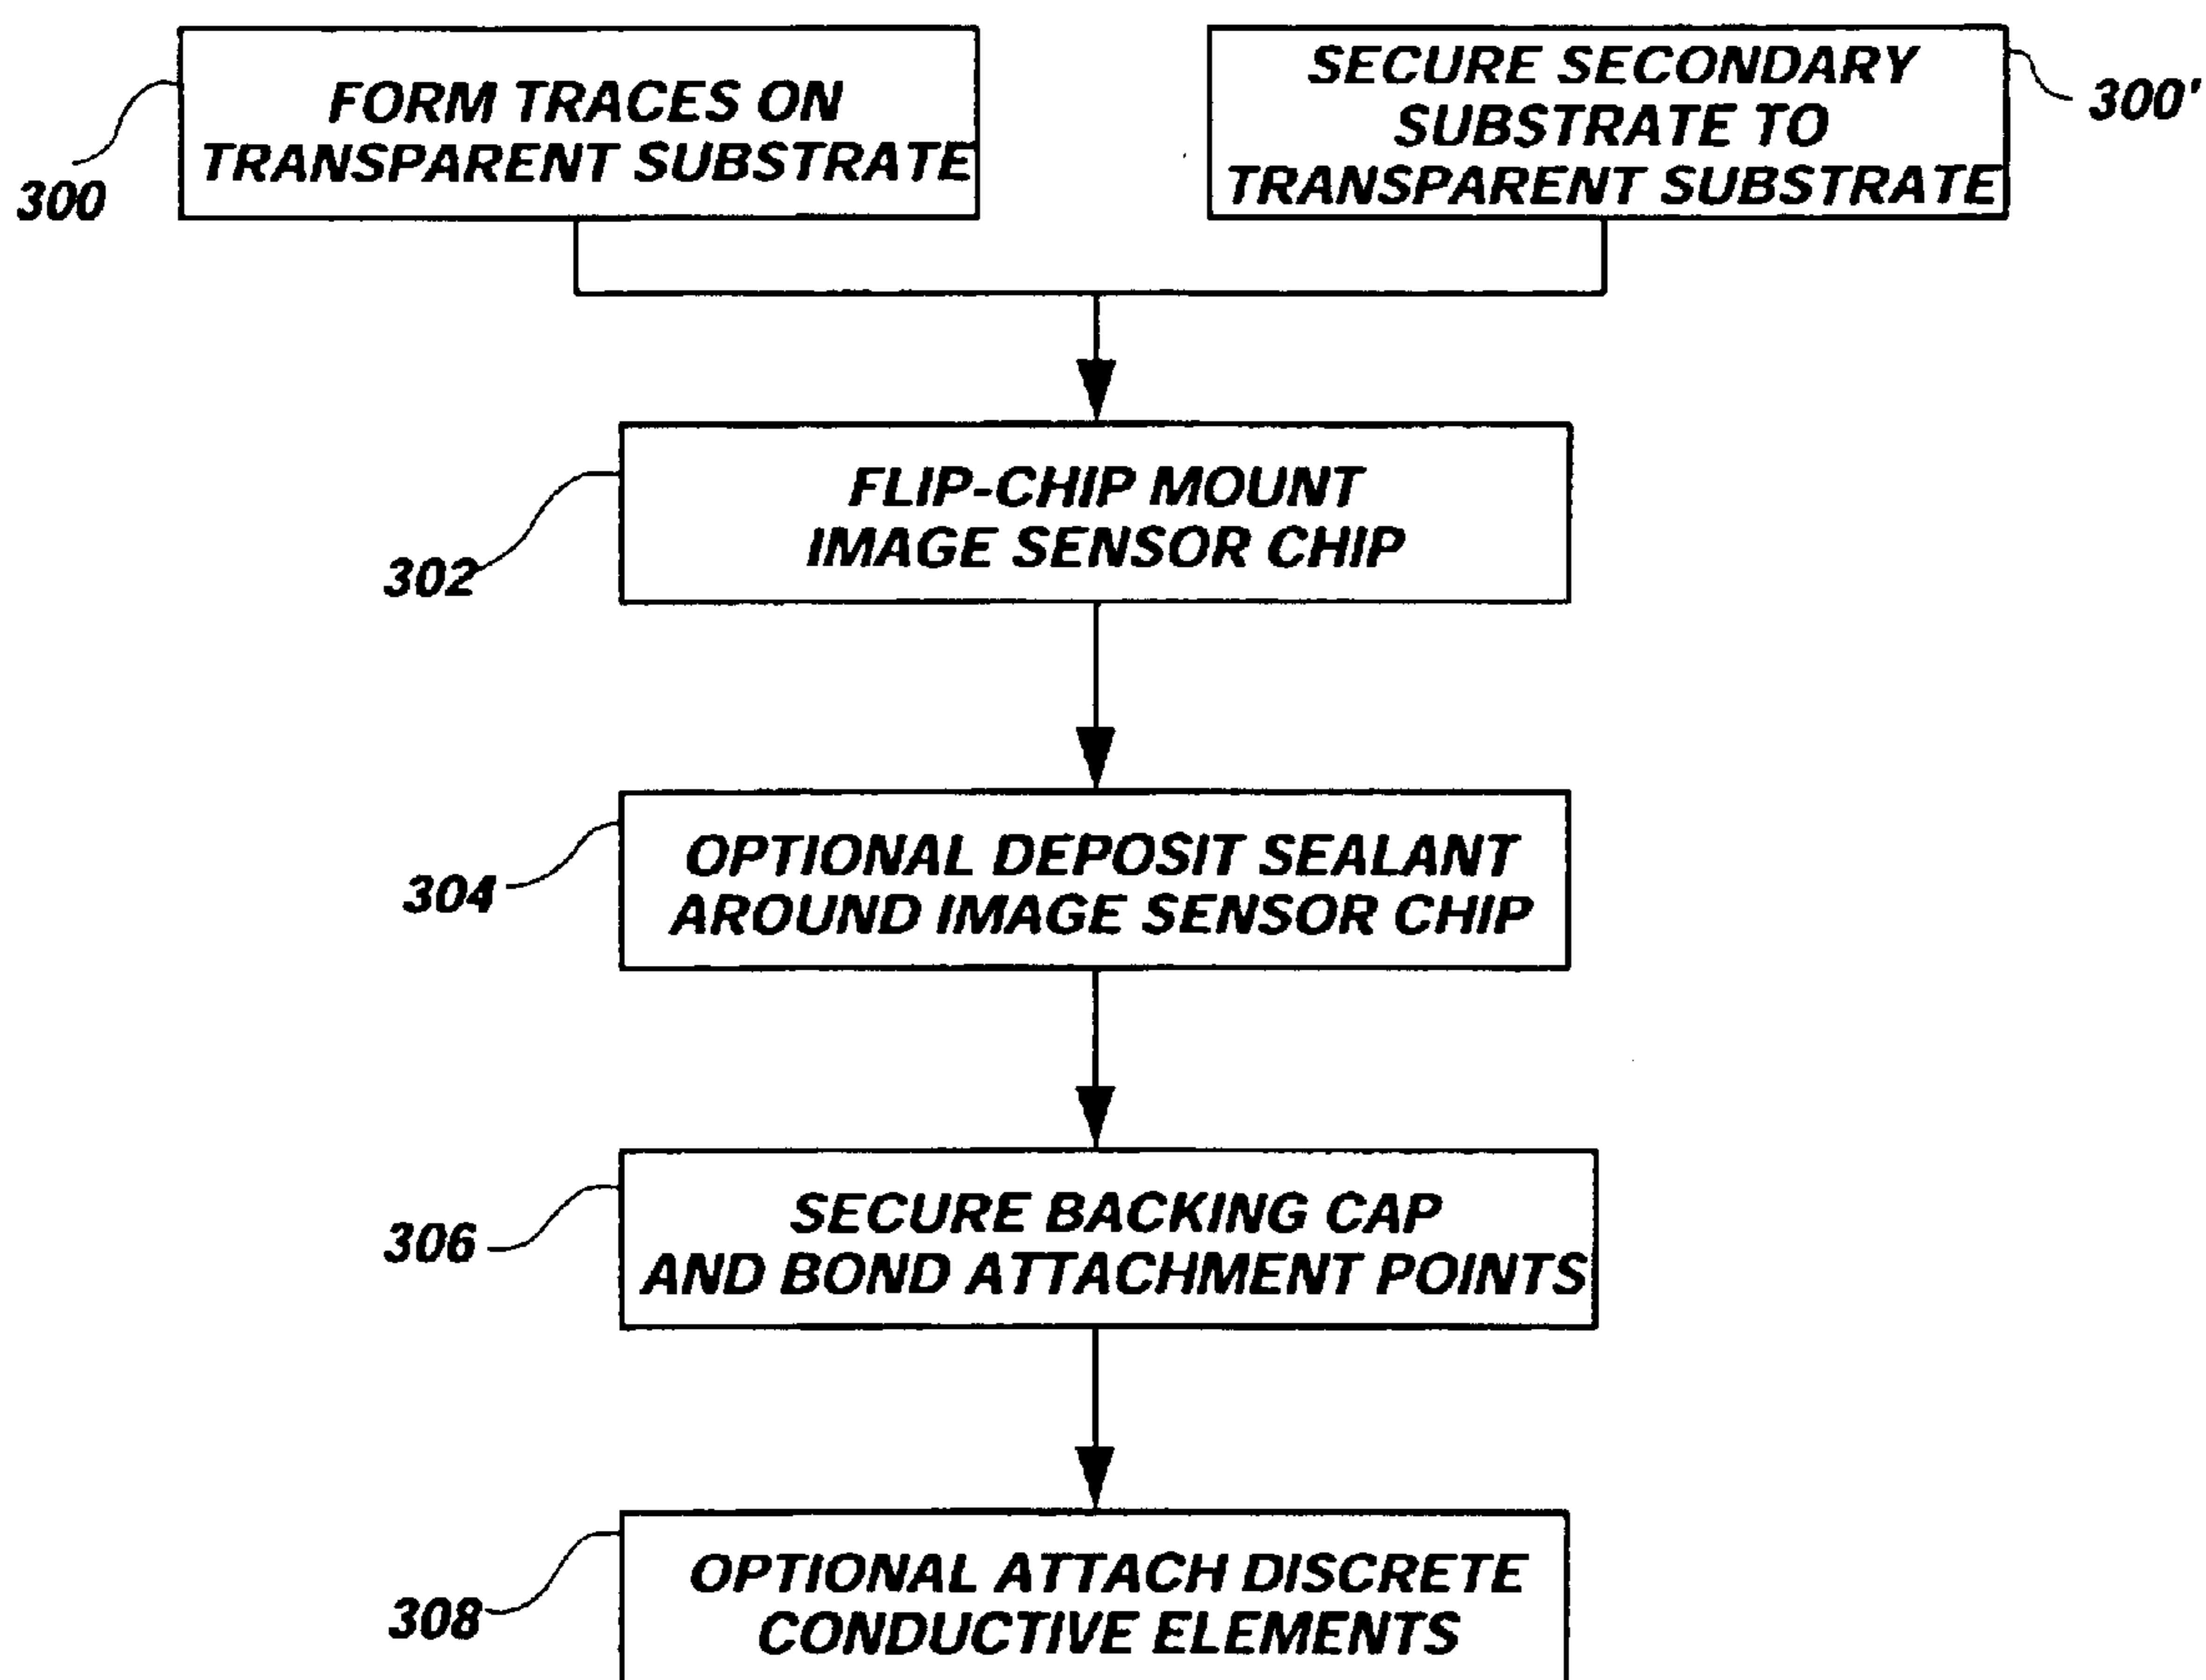 FORM TRACES ON
TRANSPARENT SUBSTRATE
300
SECURE SECONDARY
SUBSTRATE TO
TRANSPARENT SUBSTRATE
300'
FLIP-CHIP MOUNT
IMAGE SENSOR CHIP
302
OPTIONAL DEPOSIT SEALANT
AROUND IMAGE SENSOR CHIP
304
SECURE BACKING CAP
AND BOND ATTACHMENT POINTS
306
OPTIONAL ATTACH DISCRETE
CONDUCTIVE ELEMENTS
308